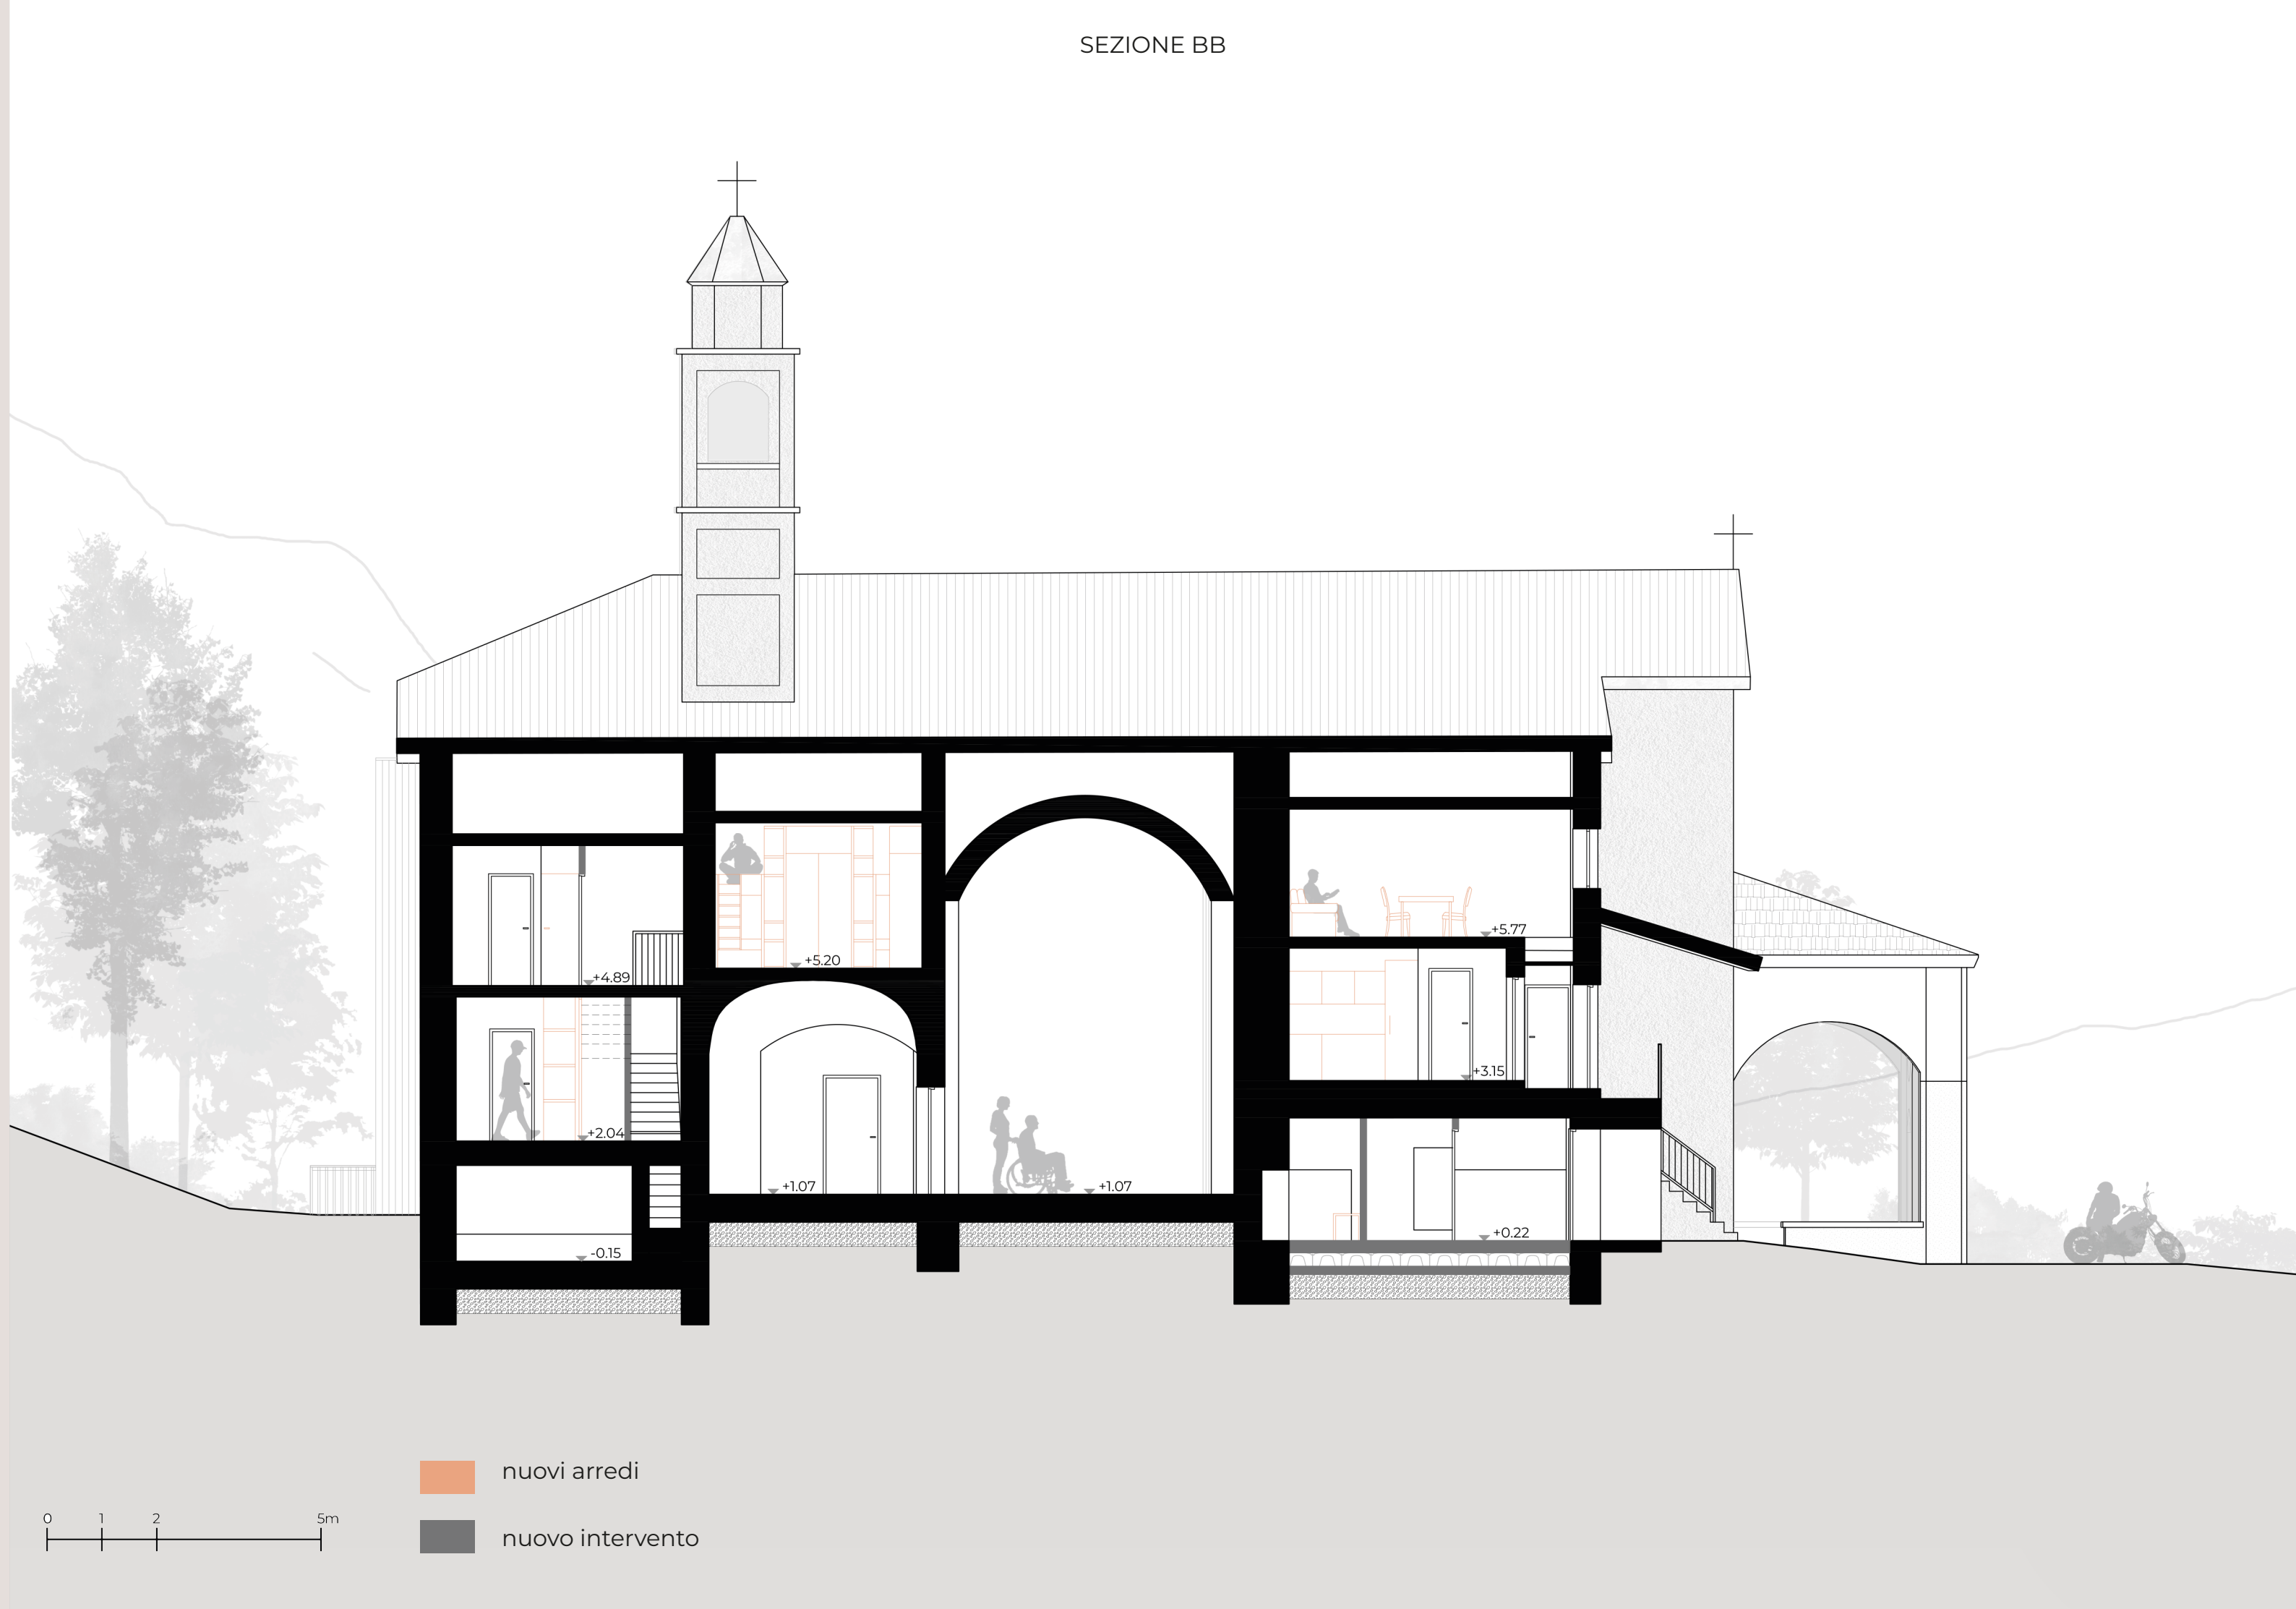 SEZIONE BB
+5.77
+5.20
+4.89
+3.15
+2.04
+1.07
+1.07
+0.22
-0.15
nuovi arredi
0 1 2 5m
nuovo intervento